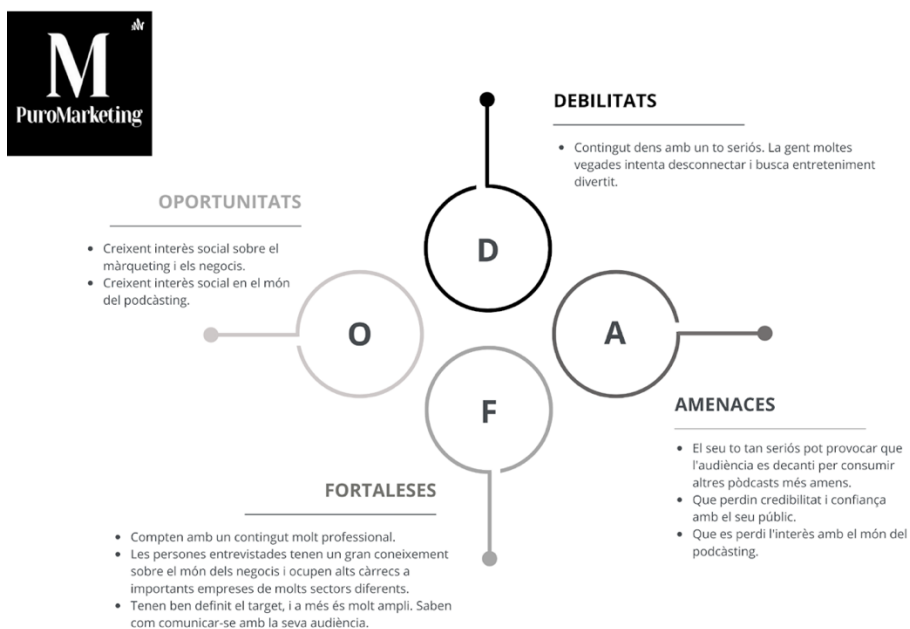 M
PuroMarketing
DEBILITATS
• Contingut dens amb un to seriós. La gent moltes
vegades intenta desconnectar i busca entreteniment
divertit.
OPORTUNITATS
• Creixent interès social sobre el
màrqueting i els negocis.
• Creixent interès social en el món
del podcàsting.
D
O
A
F
AMENACES
• El seu to tan seriós pot provocar que
l'audiència es decanti per consumir
altres pòdcasts més amens.
• Que perdin credibilitat i confiança
amb el seu públic.
• Que es perdi l'interès amb el món del
podcàsting.
FORTALESES
• Compten amb un contingut molt professional.
• Les persones entrevistades tenen un gran coneixement
sobre el món dels negocis i ocupen alts càrrecs a
importants empreses de molts sectors diferents.
• Tenen ben definit el target, i a més és molt ampli. Saben
com comunicar-se amb la seva audiència.